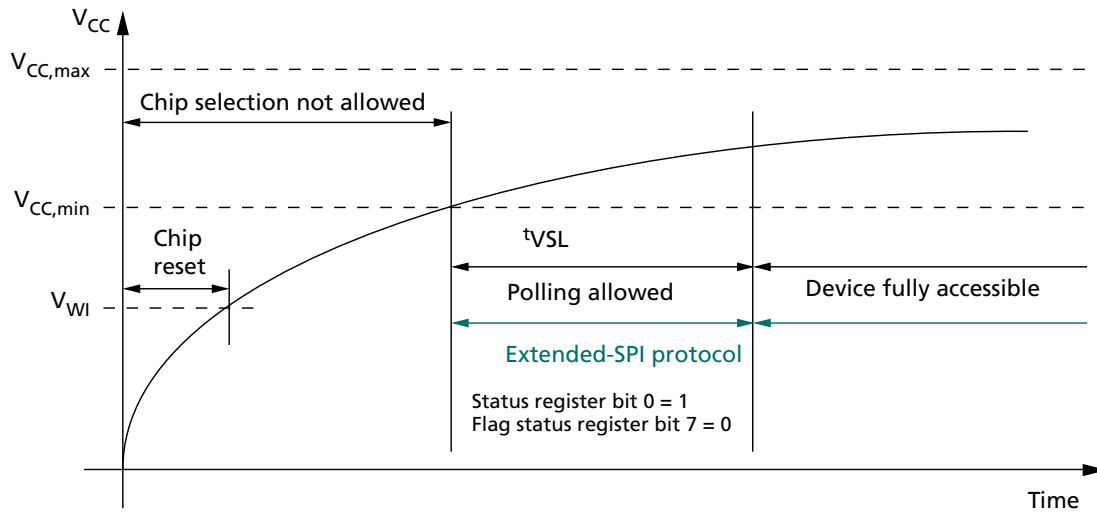 VCC
VCC,max
Chip selection not allowed
VCC,min
Chip
reset
tVSL
VWI
Polling allowed
Device fully accessible
Extended-SPI protocol
Status register bit 0 = 1
Flag status register bit 7 = 0
Time